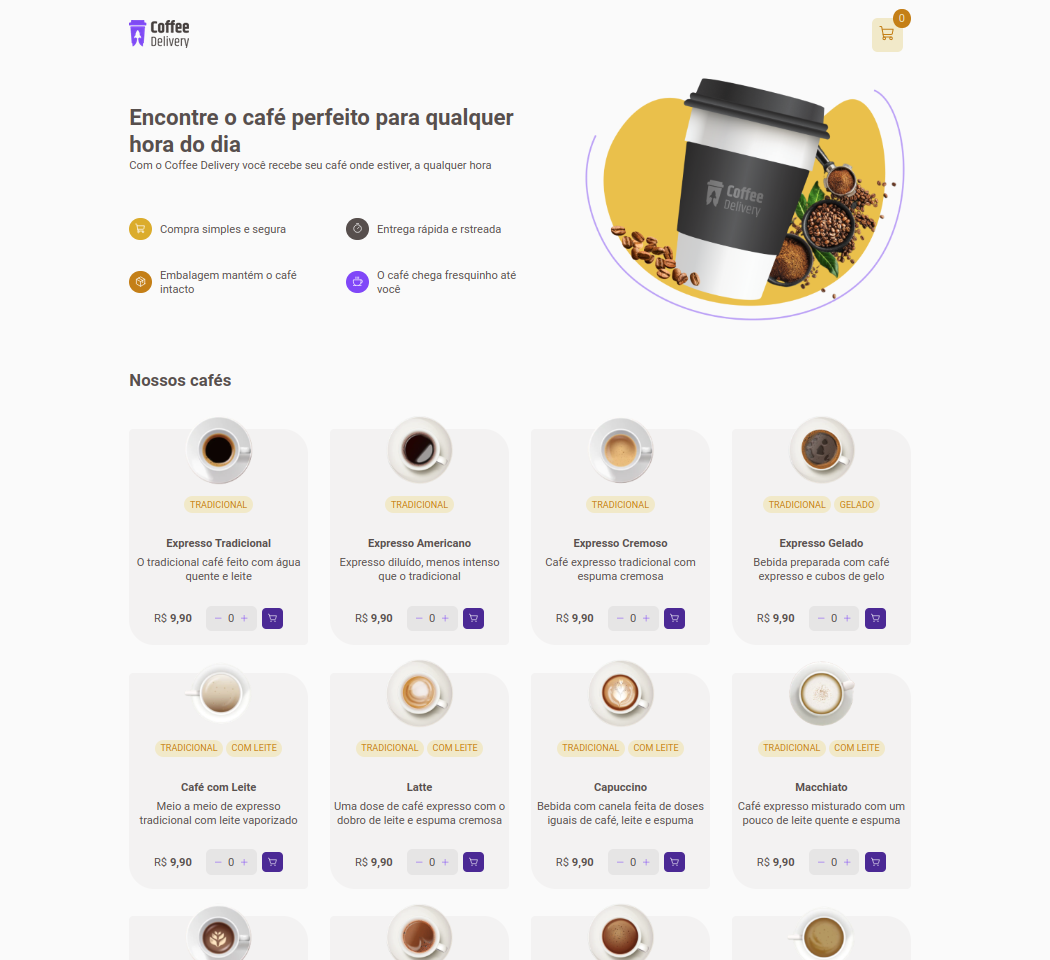 Coffee
Delivery
0
Encontre o café perfeito para qualquer
hora do dia
Com o Coffee Delivery você recebe seu café onde estiver, a qualquer hora
Coffee
Delivery
Compra simples e segura
Entrega rápida e rstreada
Embalagem mantém o café
intacto
O café chega fresquinho até
você
Nossos cafés
TRADICIONAL
Expresso Tradicional
O tradicional café feito com água
quente e leite
R$ 9,90 − 0 +
TRADICIONAL
Expresso Americano
Expresso diluído, menos intenso
que o tradicional
R$ 9,90 − 0 +
TRADICIONAL
Expresso Cremoso
Café expresso tradicional com
espuma cremosa
R$ 9,90 − 0 +
TRADICIONAL GELADO
Expresso Gelado
Bebida preparada com café
expresso e cubos de gelo
R$ 9,90 − 0 +
TRADICIONAL COM LEITE
Café com Leite
Meio a meio de expresso
tradicional com leite vaporizado
R$ 9,90 − 0 +
TRADICIONAL COM LEITE
Latte
Uma dose de café expresso com o
dobro de leite e espuma cremosa
R$ 9,90 − 0 +
TRADICIONAL COM LEITE
Capuccino
Bebida com canela feita de doses
iguais de café, leite e espuma
R$ 9,90 − 0 +
TRADICIONAL COM LEITE
Macchiato
Café expresso misturado com um
pouco de leite quente e espuma
R$ 9,90 − 0 +